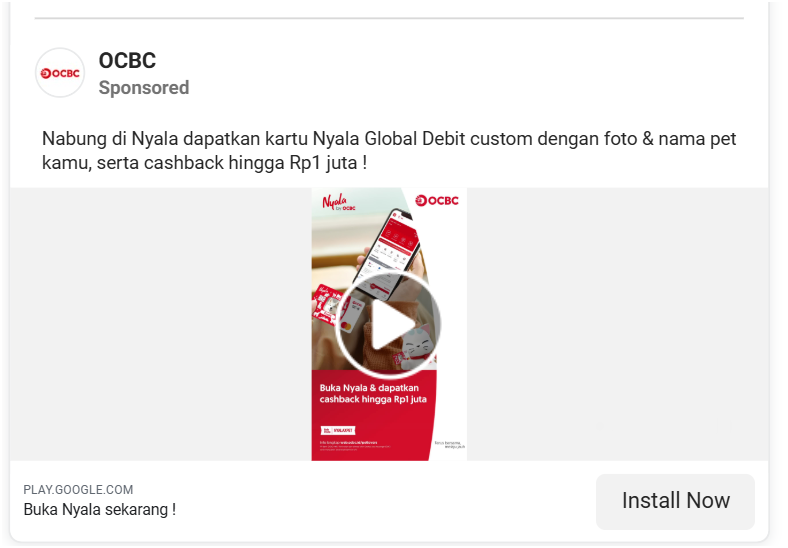 OCBC
OCBC
Sponsored
Nabung di Nyala dapatkan kartu Nyala Global Debit custom dengan foto & nama pet
kamu, serta cashback hingga Rp1 juta !
Nyala
by OCBC
OCBC
Buka Nyala & dapatkan
cashback hingga Rp1 juta
PLAY.GOOGLE.COM
Buka Nyala sekarang !
Install Now